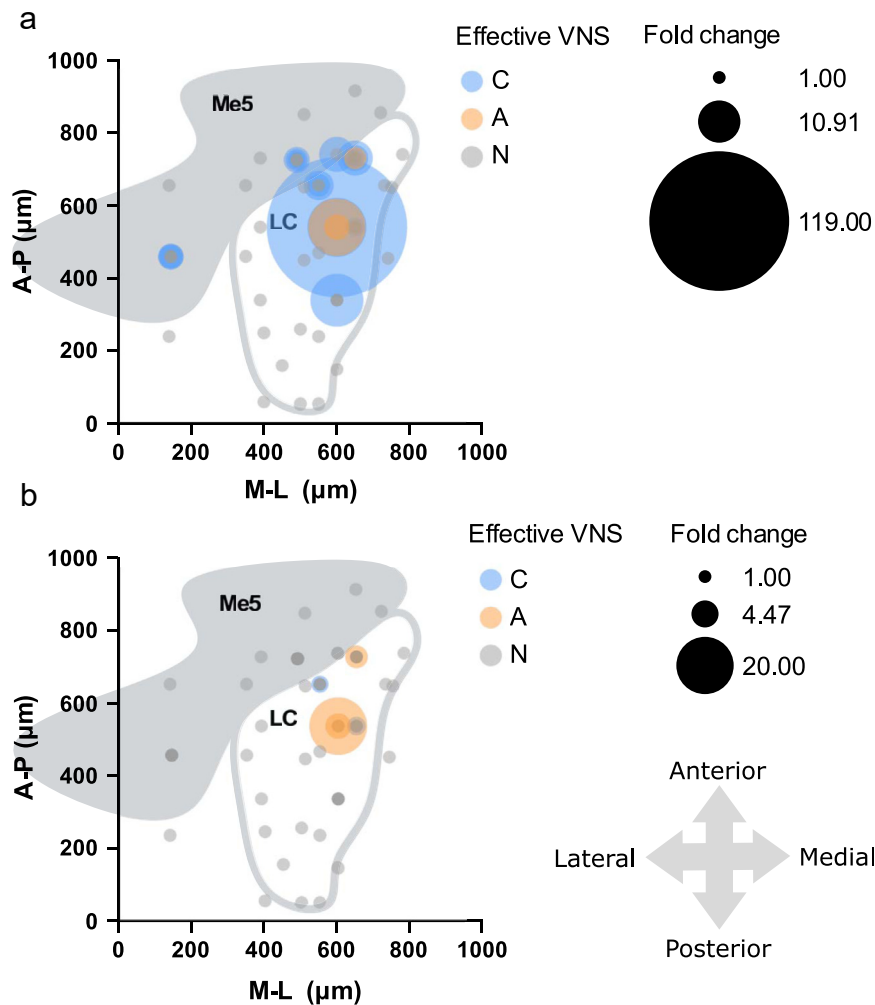 a
Effective VNS
C
A
N
Fold change
1.00
10.91
119.00
1000
800
600
400
200
0
A-P (µm)
Me5
LC
0 200 400 600 800 1000
M-L (µm)
b
Effective VNS
C
A
N
Fold change
1.00
4.47
20.00
1000
800
600
400
200
0
A-P (µm)
Me5
LC
0 200 400 600 800 1000
M-L (µm)
Anterior
Lateral Medial
Posterior